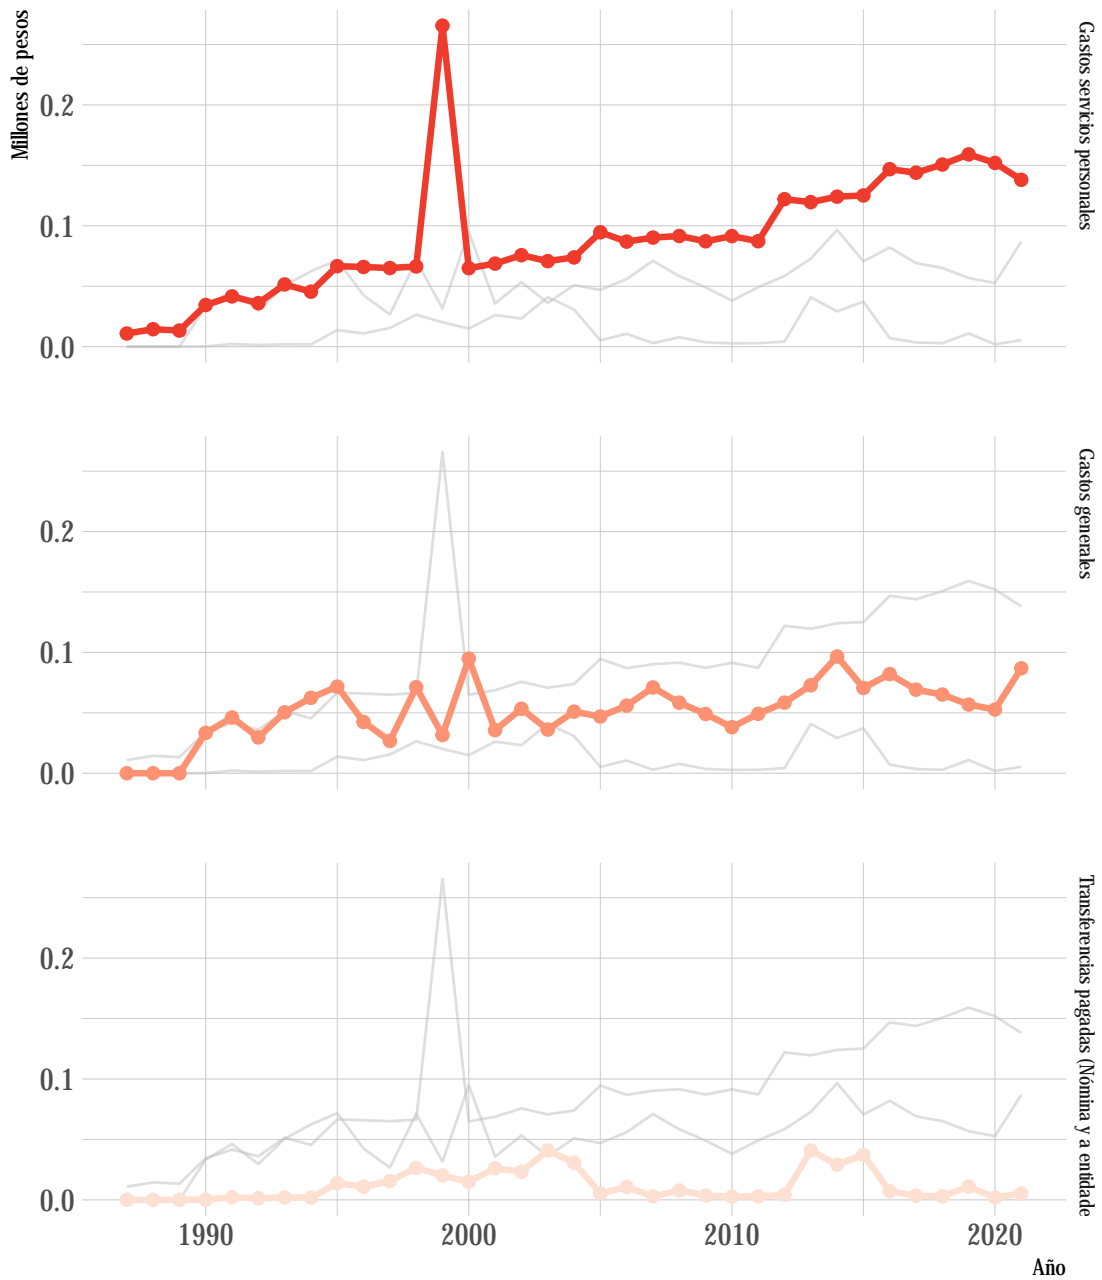 Millones de pesos
0.2
0.1
0.0
Gastos servicios personales
0.2
0.1
0.0
Gastos generales
0.2
0.1
0.0
Transferencias pagadas (Nómina y a entidade
1990
2000
2010
2020
Año